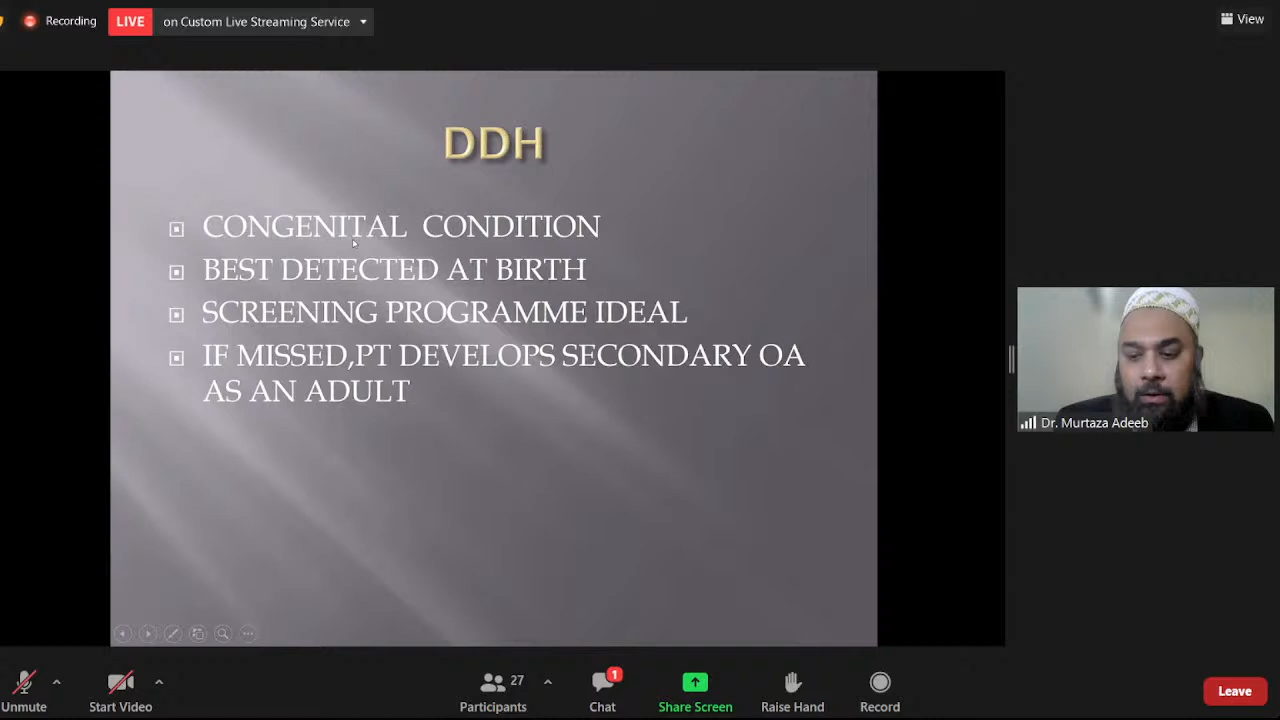 Recording
LIVE
on Custom Live Streaming Service
View
DDH
CONGENITAL CONDITION
BEST DETECTED AT BIRTH
SCREENING PROGRAMME IDEAL
IF MISSED,PT DEVELOPS SECONDARY OA
AS AN ADULT
Dr. Murtaza Adeeb
Unmute
Start Video
27
Participants
1
Chat
Share Screen
Raise Hand
Record
Leave